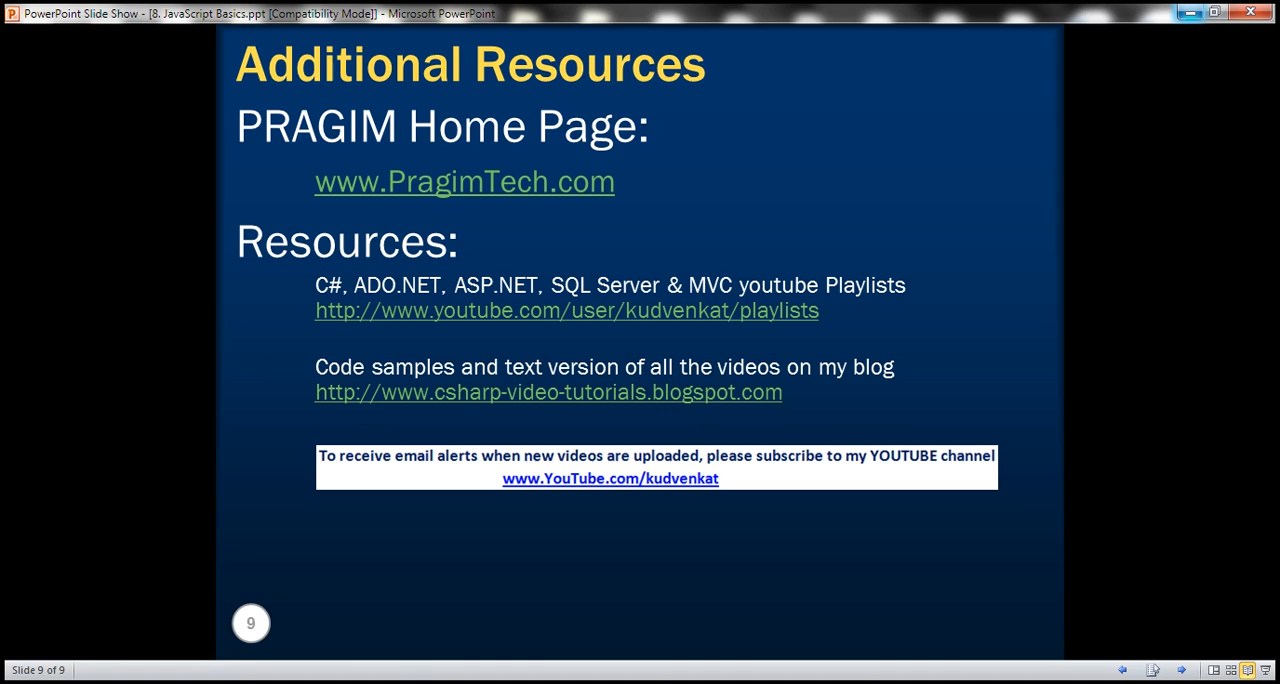 PowerPoint Slide Show - [8. JavaScript Basics.ppt [Compatibility Mode]] - Microsoft PowerPoint
Additional Resources
PRAGIM Home Page:
www.PragimTech.com
Resources:
C#, ADO.NET, ASP.NET, SQL Server & MVC youtube Playlists
http://www.youtube.com/user/kudvenkat/playlists
Code samples and text version of all the videos on my blog
http://www.csharp-video-tutorials.blogspot.com
To receive email alerts when new videos are uploaded, please subscribe to my YOUTUBE channel
www.YouTube.com/kudvenkat
9
Slide 9 of 9